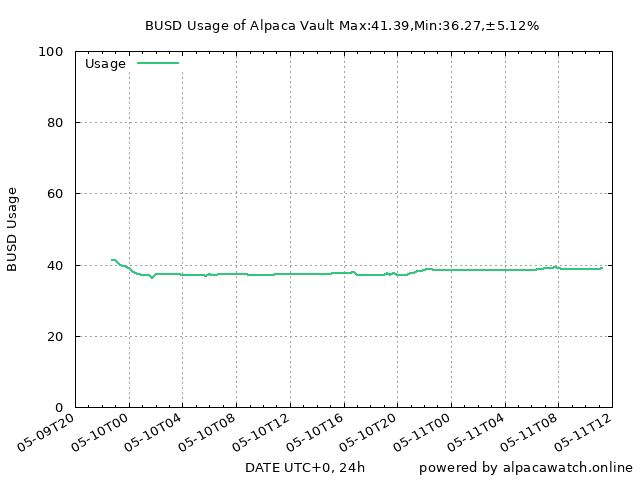 BUSD Usage of Alpaca Vault Max:41.39,Min:36.27,±5.12%
Usage
BUSD Usage
100
80
60
40
20
0
05-09T20
05-10T00
05-10T04
05-10T08
05-10T12
05-10T16
05-10T20
05-11T00
05-11T04
05-11T08
05-11T12
DATE UTC+0, 24h
powered by alpacawatch.online